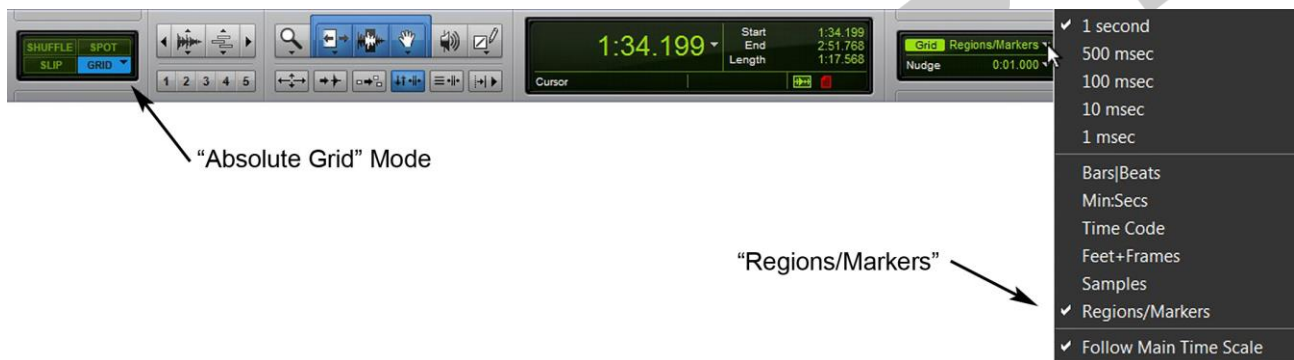 SHUFFLE SPOT
SLIP GRID
1 2 3 4 5
1:34.199
Start 1:34.199
End 2:51.768
Length 1:17.568
Cursor
Grid Regions/Markers
Nudge 0:01.000
1 second
500 msec
100 msec
10 msec
1 msec
Bars|Beats
Min:Secs
Time Code
Feet+Frames
Samples
Regions/Markers
Follow Main Time Scale
“Absolute Grid” Mode
“Regions/Markers”